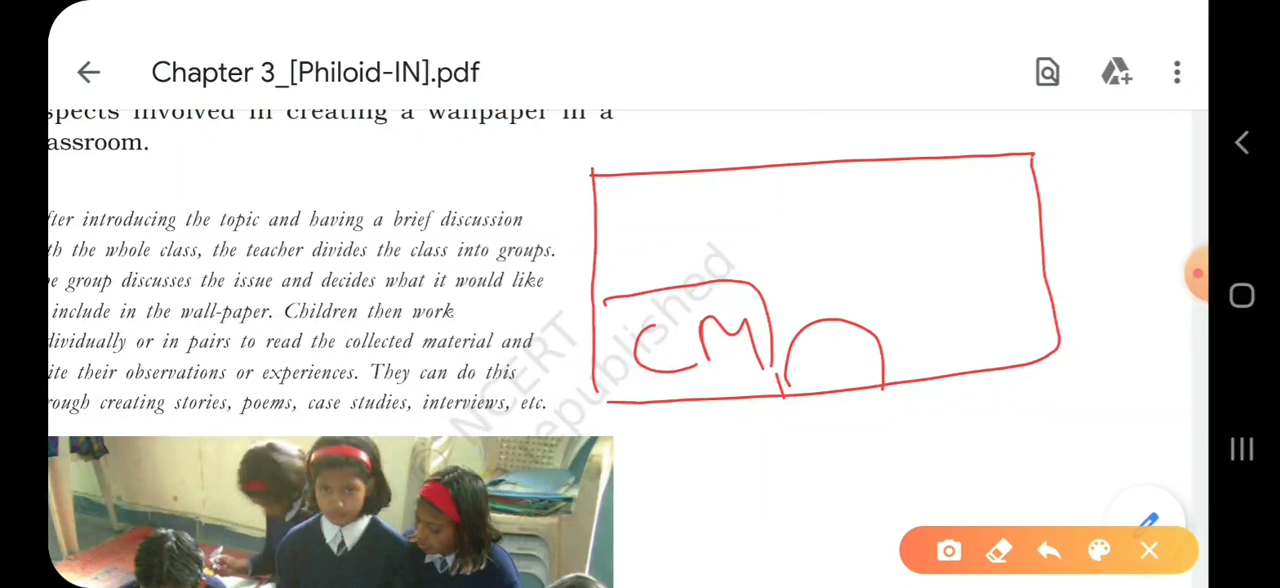 Chapter 3_[Philoid-IN].pdf
spects involved in creating a wallpaper in a
assroom.
fter introducing the topic and having a brief discussion
th the whole class, the teacher divides the class into groups.
e group discusses the issue and decides what it would like
include in the wall-paper. Children then work
dividually or in pairs to read the collected material and
ite their observations or experiences. They can do this
rough creating stories, poems, case studies, interviews, etc.
CM
NCERT
epublished